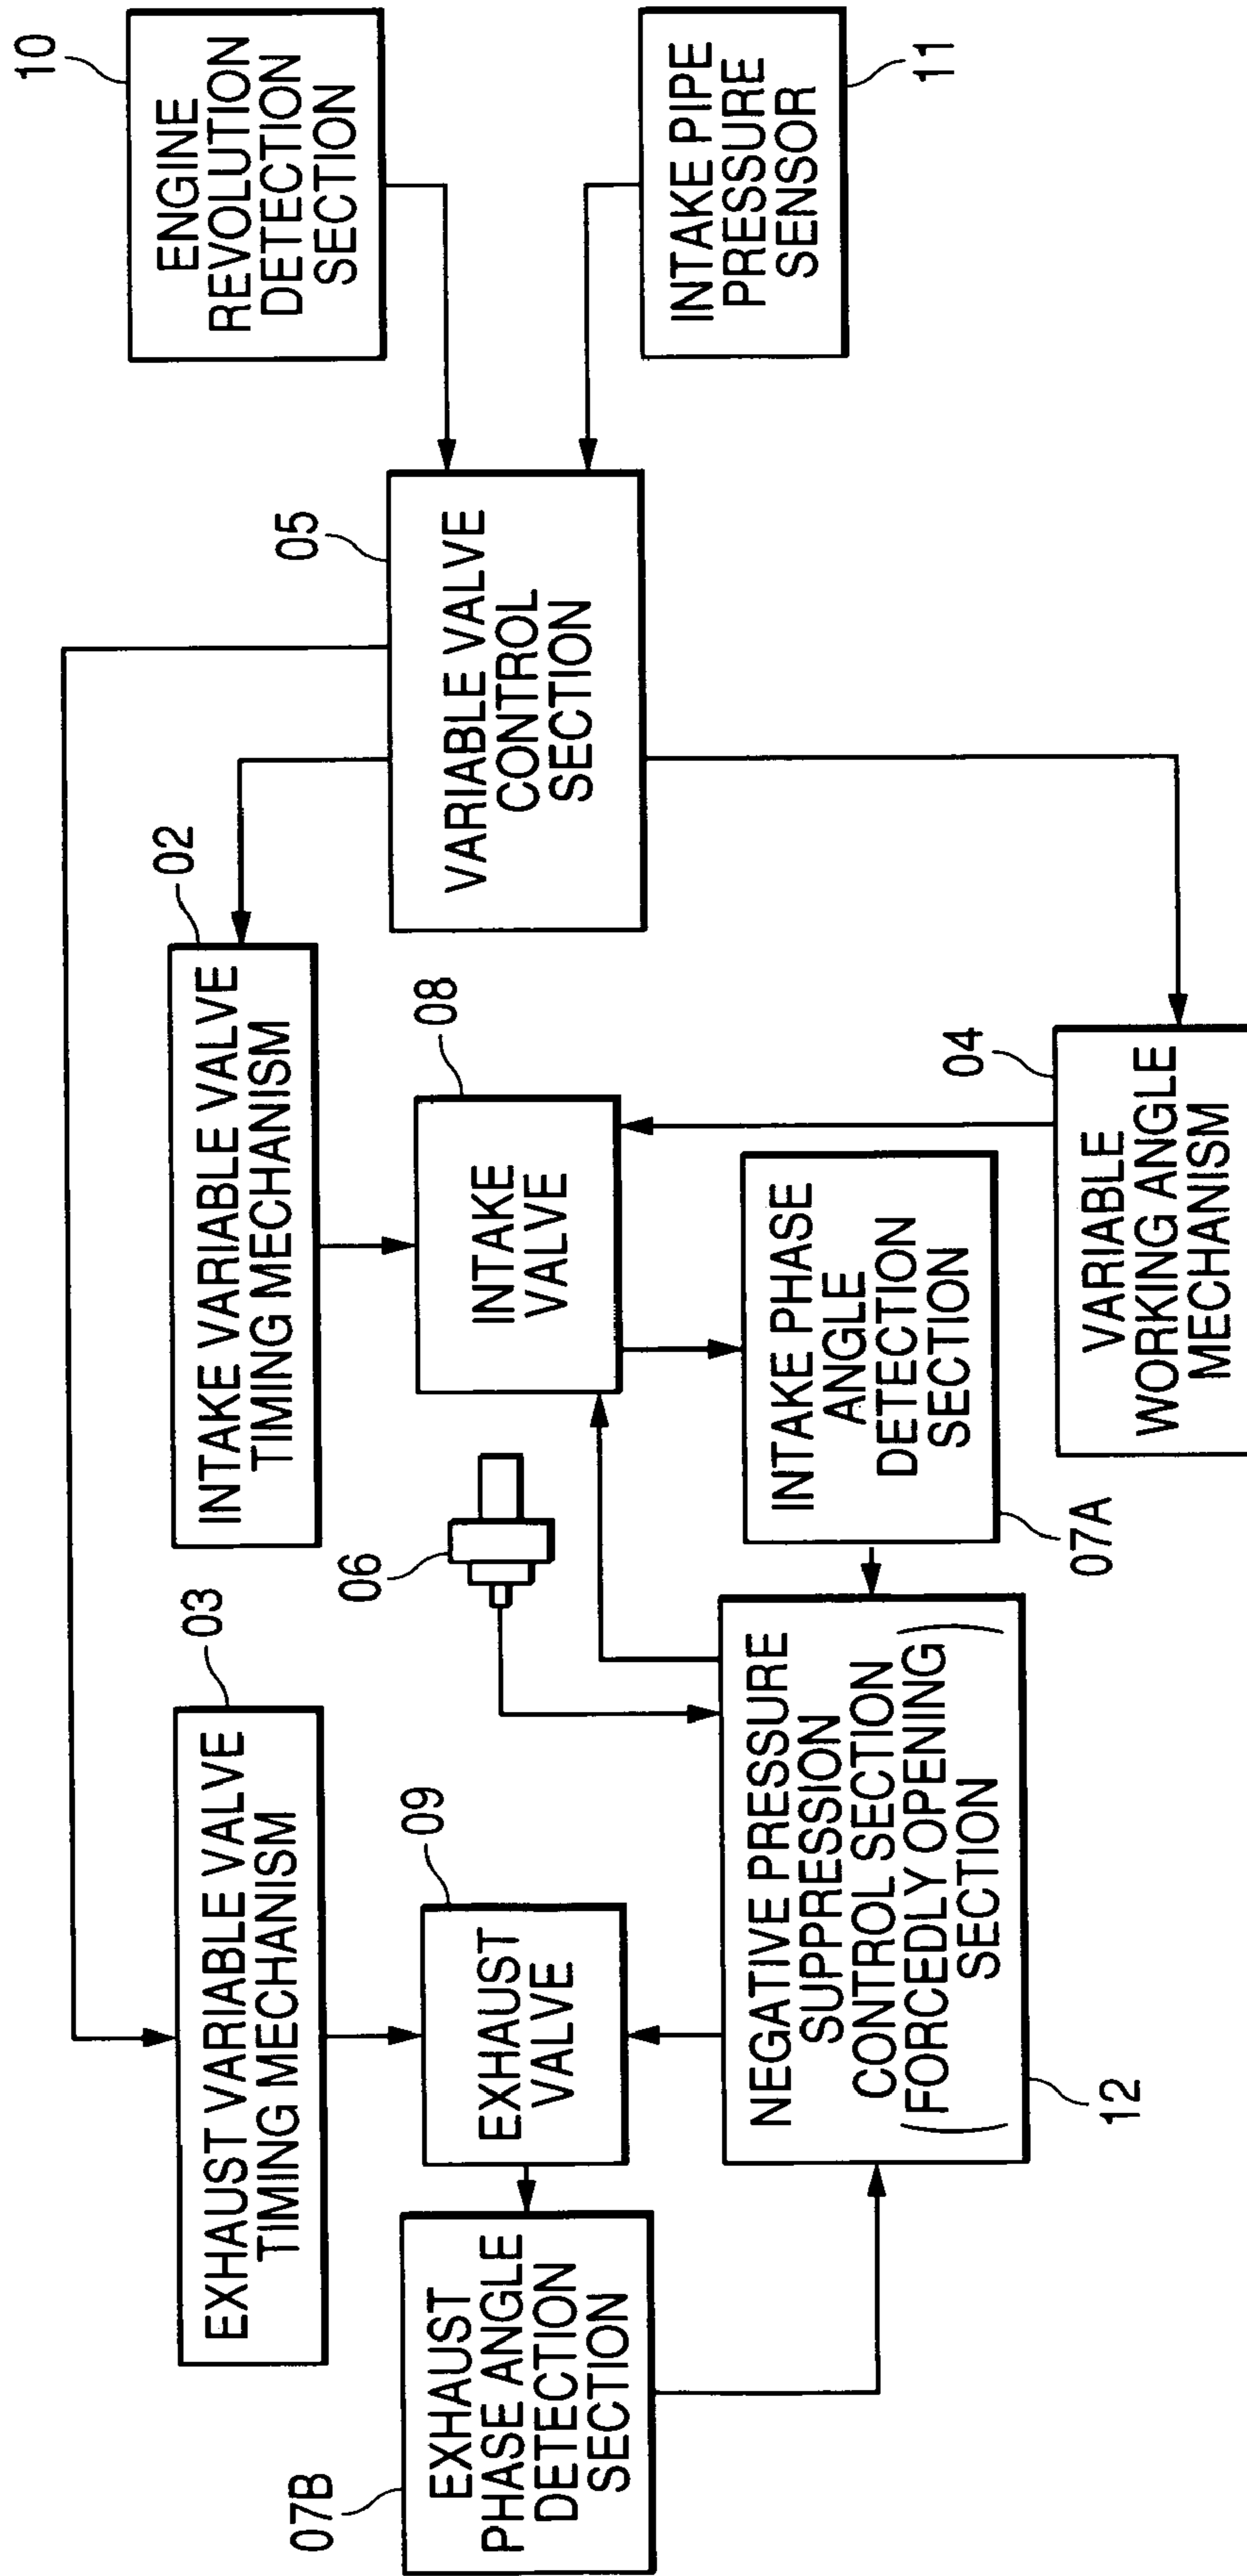 10
ENGINE
REVOLUTION
DETECTION
SECTION
INTAKE PIPE
PRESSURE
SENSOR
11
05
VARIABLE VALVE
CONTROL
SECTION
02
INTAKE VARIABLE VALVE
TIMING MECHANISM
08
INTAKE
VALVE
04
VARIABLE
WORKING ANGLE
MECHANISM
INTAKE PHASE
ANGLE
DETECTION
SECTION
07A
06
03
EXHAUST VARIABLE VALVE
TIMING MECHANISM
09
EXHAUST
VALVE
NEGATIVE PRESSURE
SUPPRESSION
CONTROL SECTION
(FORCEDLY OPENING
SECTION)
12
07B
EXHAUST
PHASE ANGLE
DETECTION
SECTION